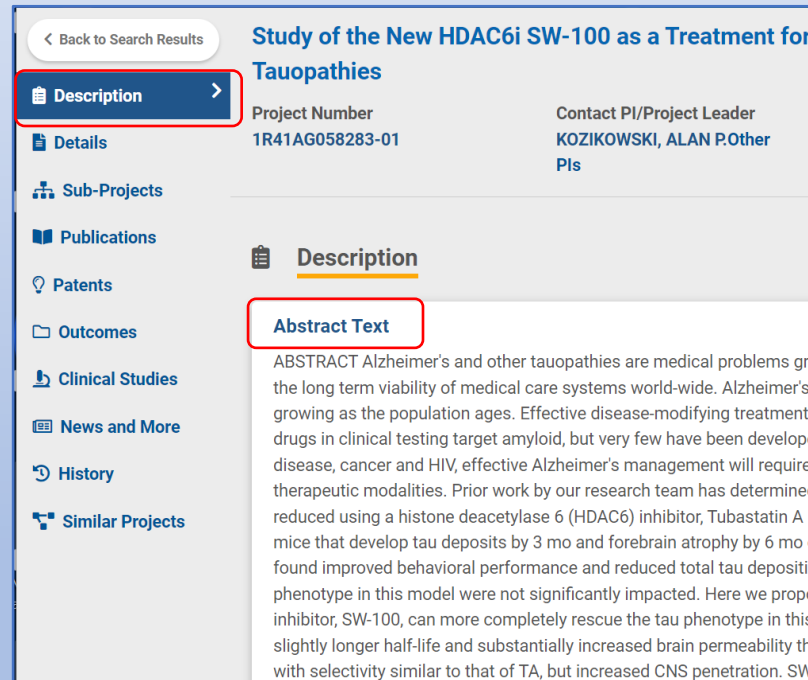 Back to Search Results
Description
Details
Sub-Projects
Publications
Patents
Outcomes
Clinical Studies
News and More
History
Similar Projects
Study of the New HDAC6i SW-100 as a Treatment for
Tauopathies
Project Number
1R41AG058283-01
Contact PI/Project Leader
KOZIKOWSKI, ALAN P.Other
PIs
Description
Abstract Text
ABSTRACT Alzheimer's and other tauopathies are medical problems gr
the long term viability of medical care systems world-wide. Alzheimer's
growing as the population ages. Effective disease-modifying treatment
drugs in clinical testing target amyloid, but very few have been develop
disease, cancer and HIV, effective Alzheimer's management will require
therapeutic modalities. Prior work by our research team has determined
reduced using a histone deacetylase 6 (HDAC6) inhibitor, Tubastatin A
mice that develop tau deposits by 3 mo and forebrain atrophy by 6 mo
found improved behavioral performance and reduced total tau depositi
phenotype in this model were not significantly impacted. Here we prop
inhibitor, SW-100, can more completely rescue the tau phenotype in this
slightly longer half-life and substantially increased brain permeability th
with selectivity similar to that of TA, but increased CNS penetration. SW